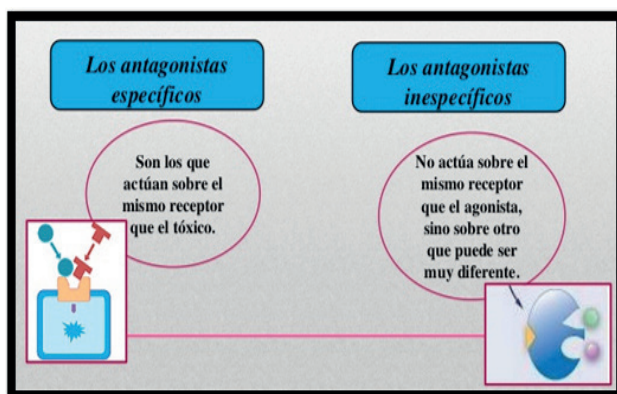 Los antagonistas
específicos
Son los que
actúan sobre el
mismo receptor
que el tóxico.
Los antagonistas
inespecíficos
No actúa sobre el
mismo receptor
que el agonista,
sino sobre otro
que puede ser
muy diferente.